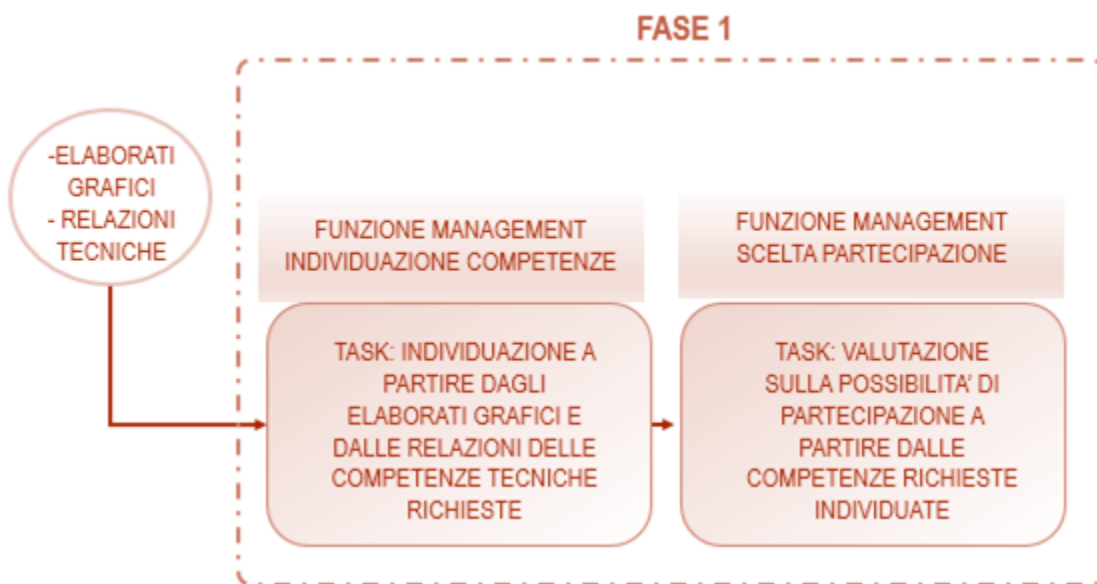 FASE 1
-ELABORATI
GRAFICI
- RELAZIONI
TECNICHE
FUNZIONE MANAGEMENT
INDIVIDUAZIONE COMPETENZE
TASK: INDIVIDUAZIONE A
PARTIRE DAGLI
ELABORATI GRAFICI E
DALLE RELAZIONI DELLE
COMPETENZE TECNICHE
RICHIESTE
FUNZIONE MANAGEMENT
SCELTA PARTECIPAZIONE
TASK: VALUTAZIONE
SULLA POSSIBILITA’ DI
PARTECIPAZIONE A
PARTIRE DALLE
COMPETENZE RICHIESTE
INDIVIDUATE